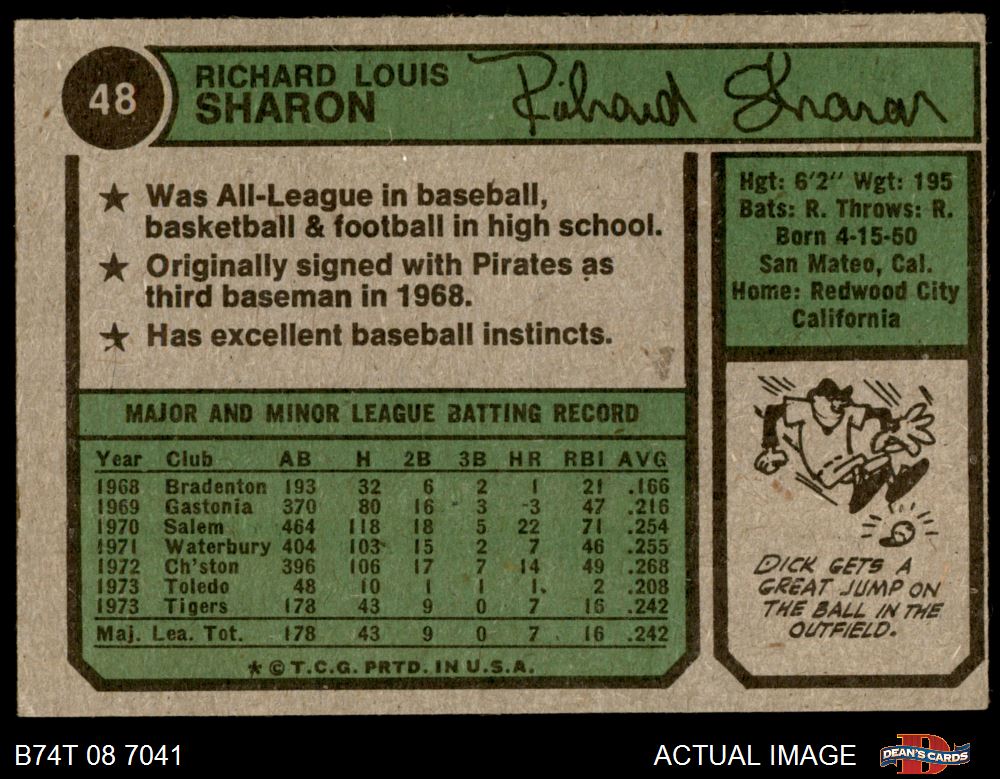 48
RICHARD LOUIS
SHARON
Richard Sharon
★ Was All-League in baseball,
basketball & football in high school.
★ Originally signed with Pirates as
third baseman in 1968.
★ Has excellent baseball instincts.
Hgt: 6'2" Wgt: 195
Bats: R. Throws: R.
Born 4-15-50
San Mateo, Cal.
Home: Redwood City
California
MAJOR AND MINOR LEAGUE BATTING RECORD
Year Club AB H 2B 3B HR RBI AVG
1968 Bradenton 193 32 6 2 1 21 .166
1969 Gastonia 370 80 16 3 3 47 .216
1970 Salem 464 118 18 5 22 71 .254
1971 Waterbury 404 103 15 2 7 46 .255
1972 Ch'ston 396 106 17 7 14 49 .268
1973 Toledo 48 10 1 1 1 2 .208
1973 Tigers 178 43 9 0 7 16 .242
Maj. Lea. Tot. 178 43 9 0 7 16 .242
★ © T.C.G. PRTD. IN U.S.A.
DICK GETS A
GREAT JUMP ON
THE BALL IN THE
OUTFIELD.
B74T 08 7041
ACTUAL IMAGE
DEAN'S CARDS